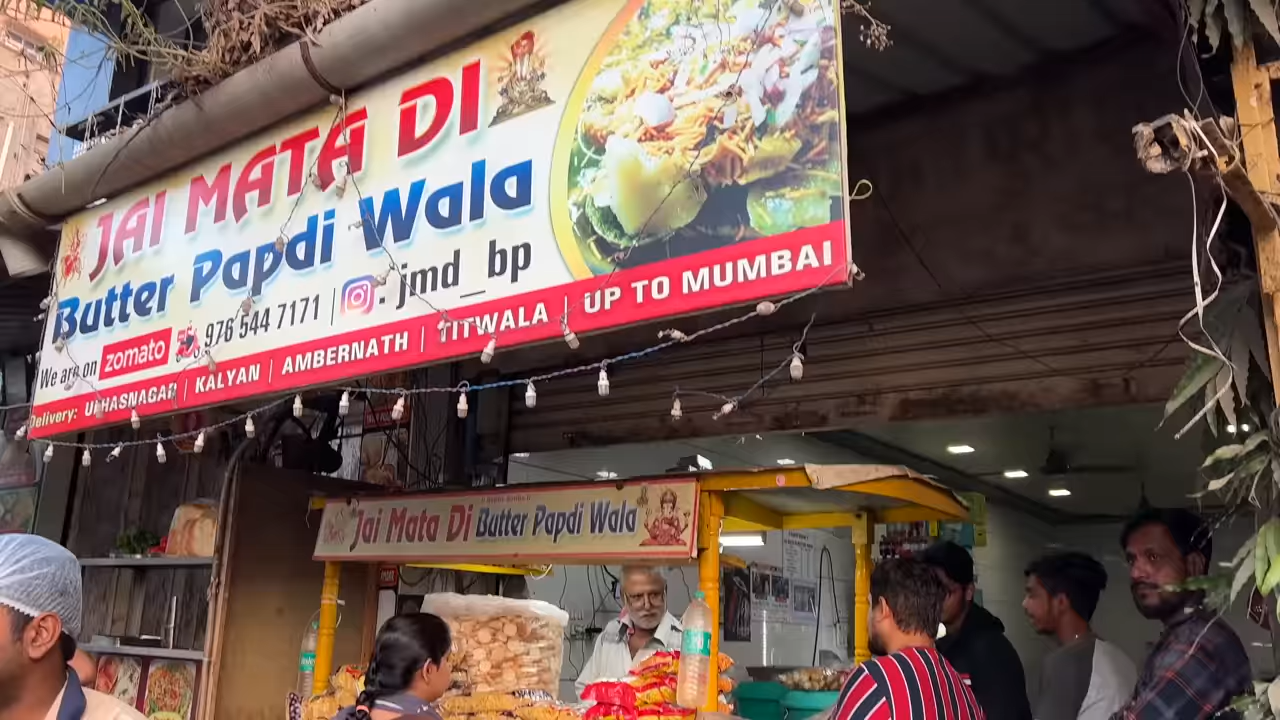 JAI MATA DI
Butter Papdi Wala
976 544 7171 | : jmd_bp
We are on zomato
Delivery: ULHASNAGAR | KALYAN | AMBERNATH | TITWALA | UP TO MUMBAI
Jai Mata Di Butter Papdi Wala